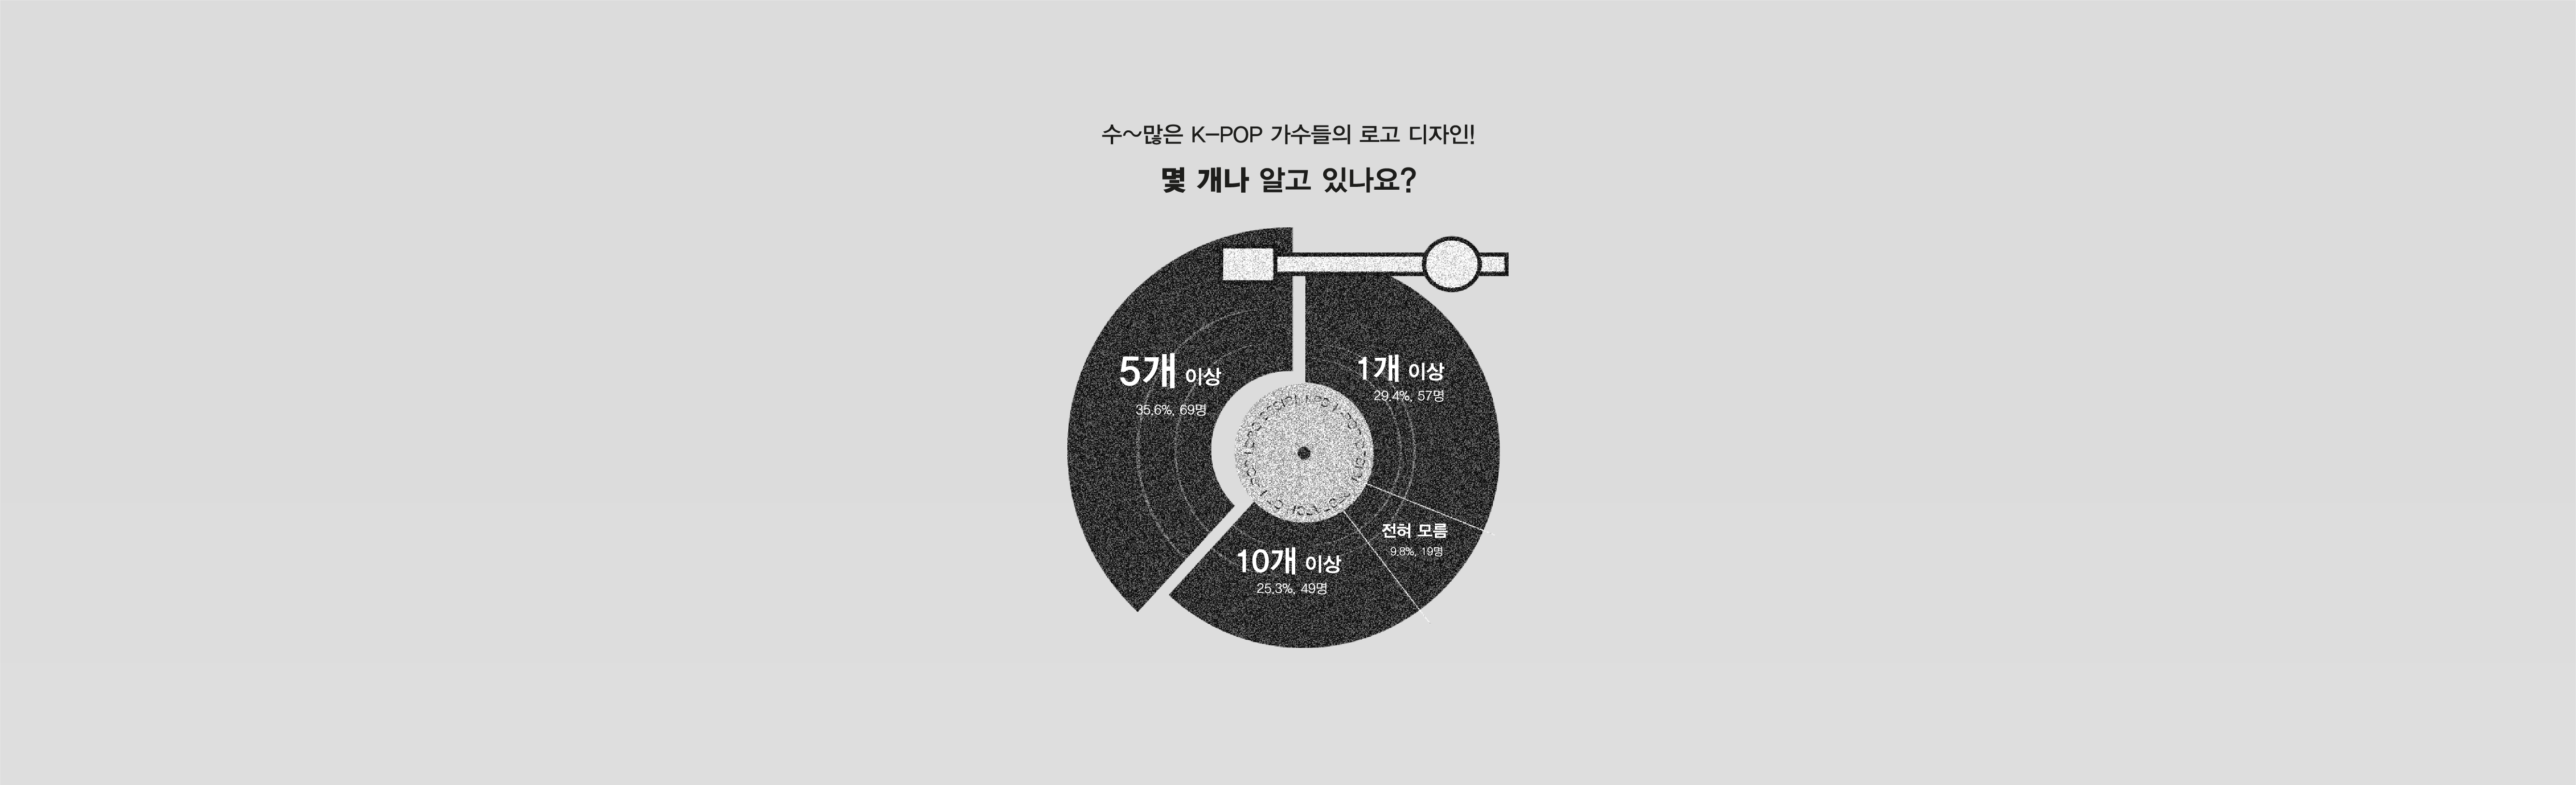 수~많은 K-POP 가수들의 로고 디자인!
몇 개나 알고 있나요?
5개 이상
35.6%, 69명
1개 이상
29.4%, 57명
전혀 모름
9.8%, 19명
10개 이상
25.3%, 49명